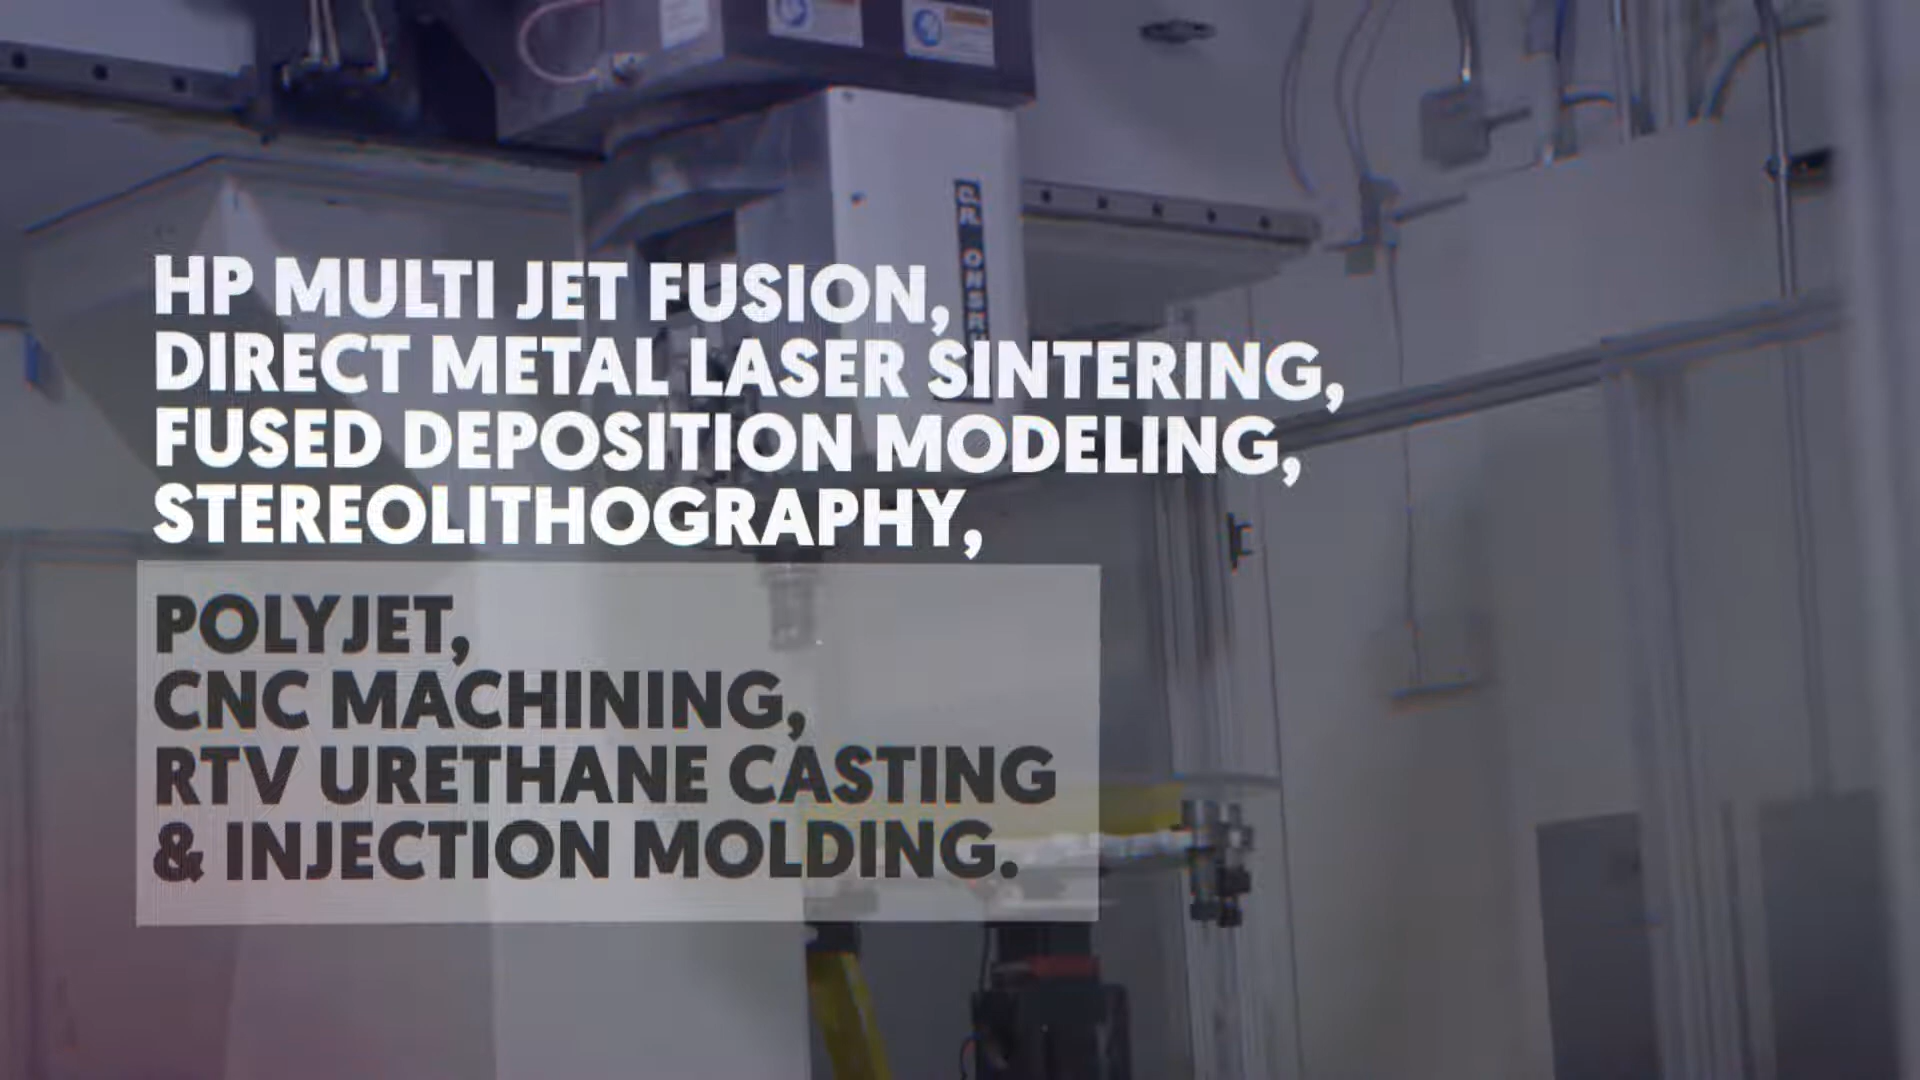 HP MULTI JET FUSION,
DIRECT METAL LASER SINTERING,
FUSED DEPOSITION MODELING,
STEREOLITHOGRAPHY,
POLYJET,
CNC MACHINING,
RTV URETHANE CASTING
& INJECTION MOLDING.
C.R. ONSR